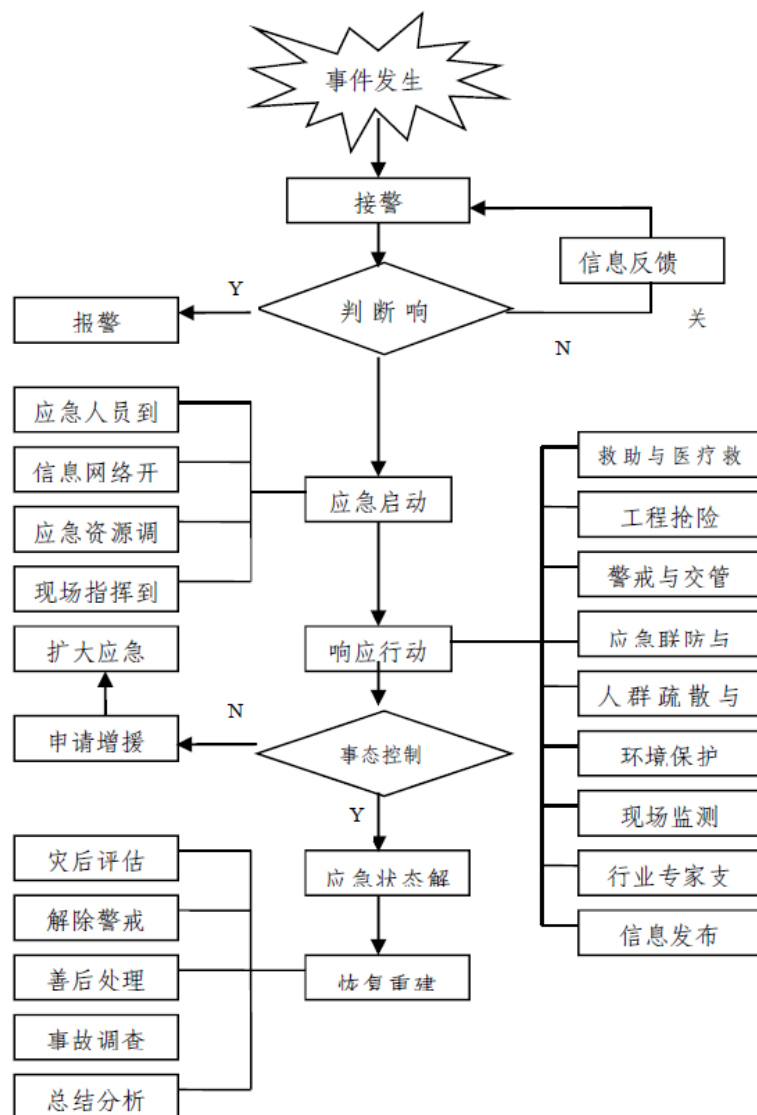 事件发生
接警
信息反馈
Y
报警
判断响
关
N
应急人员到
信息网络开
应急启动
应急资源调
现场指挥到
救助与医疗救
工程抢险
警戒与交管
扩大应急
响应行动
应急联防与
人群疏散与
N
申请增援
事态控制
环境保护
Y
现场监测
灾后评估
应急状态解
行业专家支
解除警戒
信息发布
善后处理
恢复重建
事故调查
总结分析